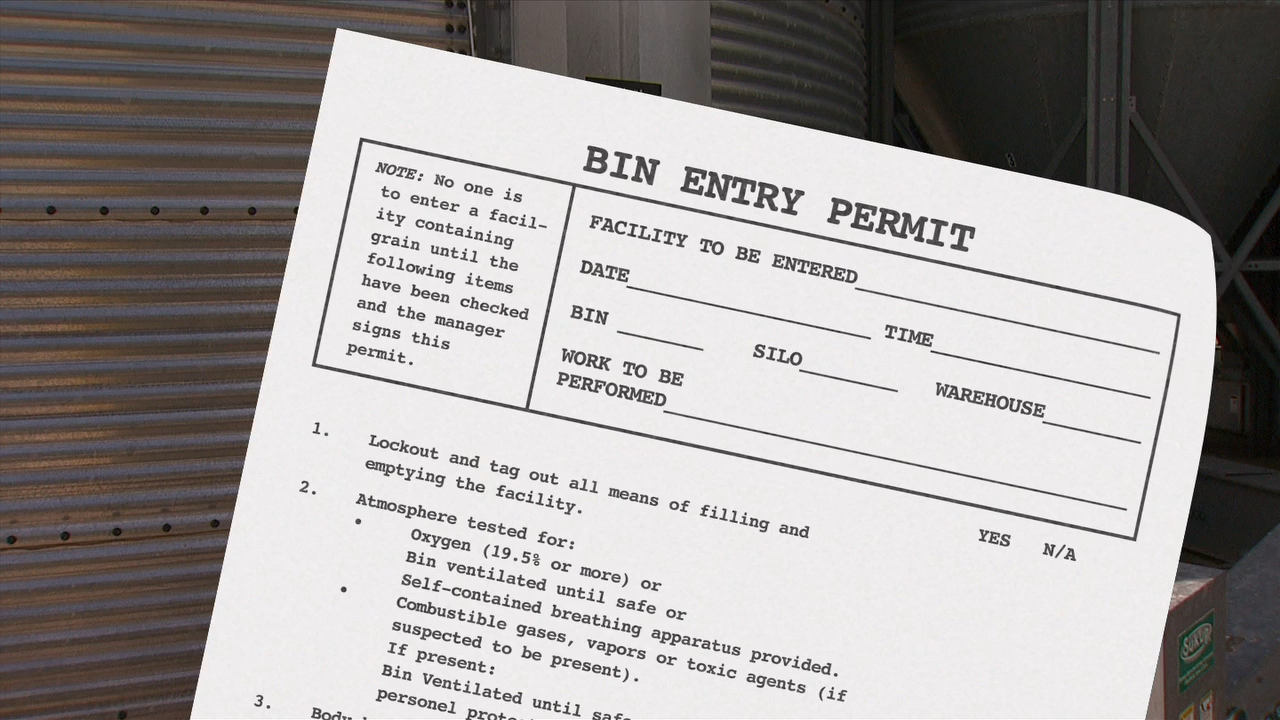 BIN ENTRY PERMIT
NOTE: No one is
to enter a facil-
ity containing
grain until the
following items
have been checked
and the manager
signs this
permit.
FACILITY TO BE ENTERED
DATE TIME
BIN SILO WAREHOUSE
WORK TO BE
PERFORMED
YES N/A
1. Lockout and tag out all means of filling and
emptying the facility.
2. Atmosphere tested for:
• Oxygen (19.5% or more) or
Bin ventilated until safe or
Self-contained breathing apparatus provided.
• Combustible gases, vapors or toxic agents (if
suspected to be present).
If present:
Bin Ventilated until safe
personel
3. Body
SUKUP